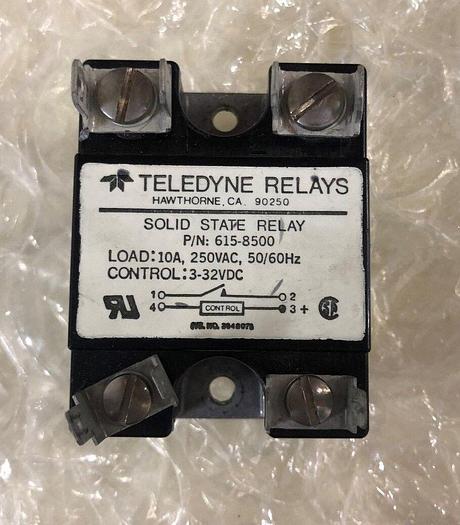 TELEDYNE RELAYS
HAWTHORNE, CA. 90250
SOLID STATE RELAY
P/N: 615-8500
LOAD: 10A, 250VAC, 50/60Hz
CONTROL: 3-32VDC
1 2
4 CONTROL 3 +